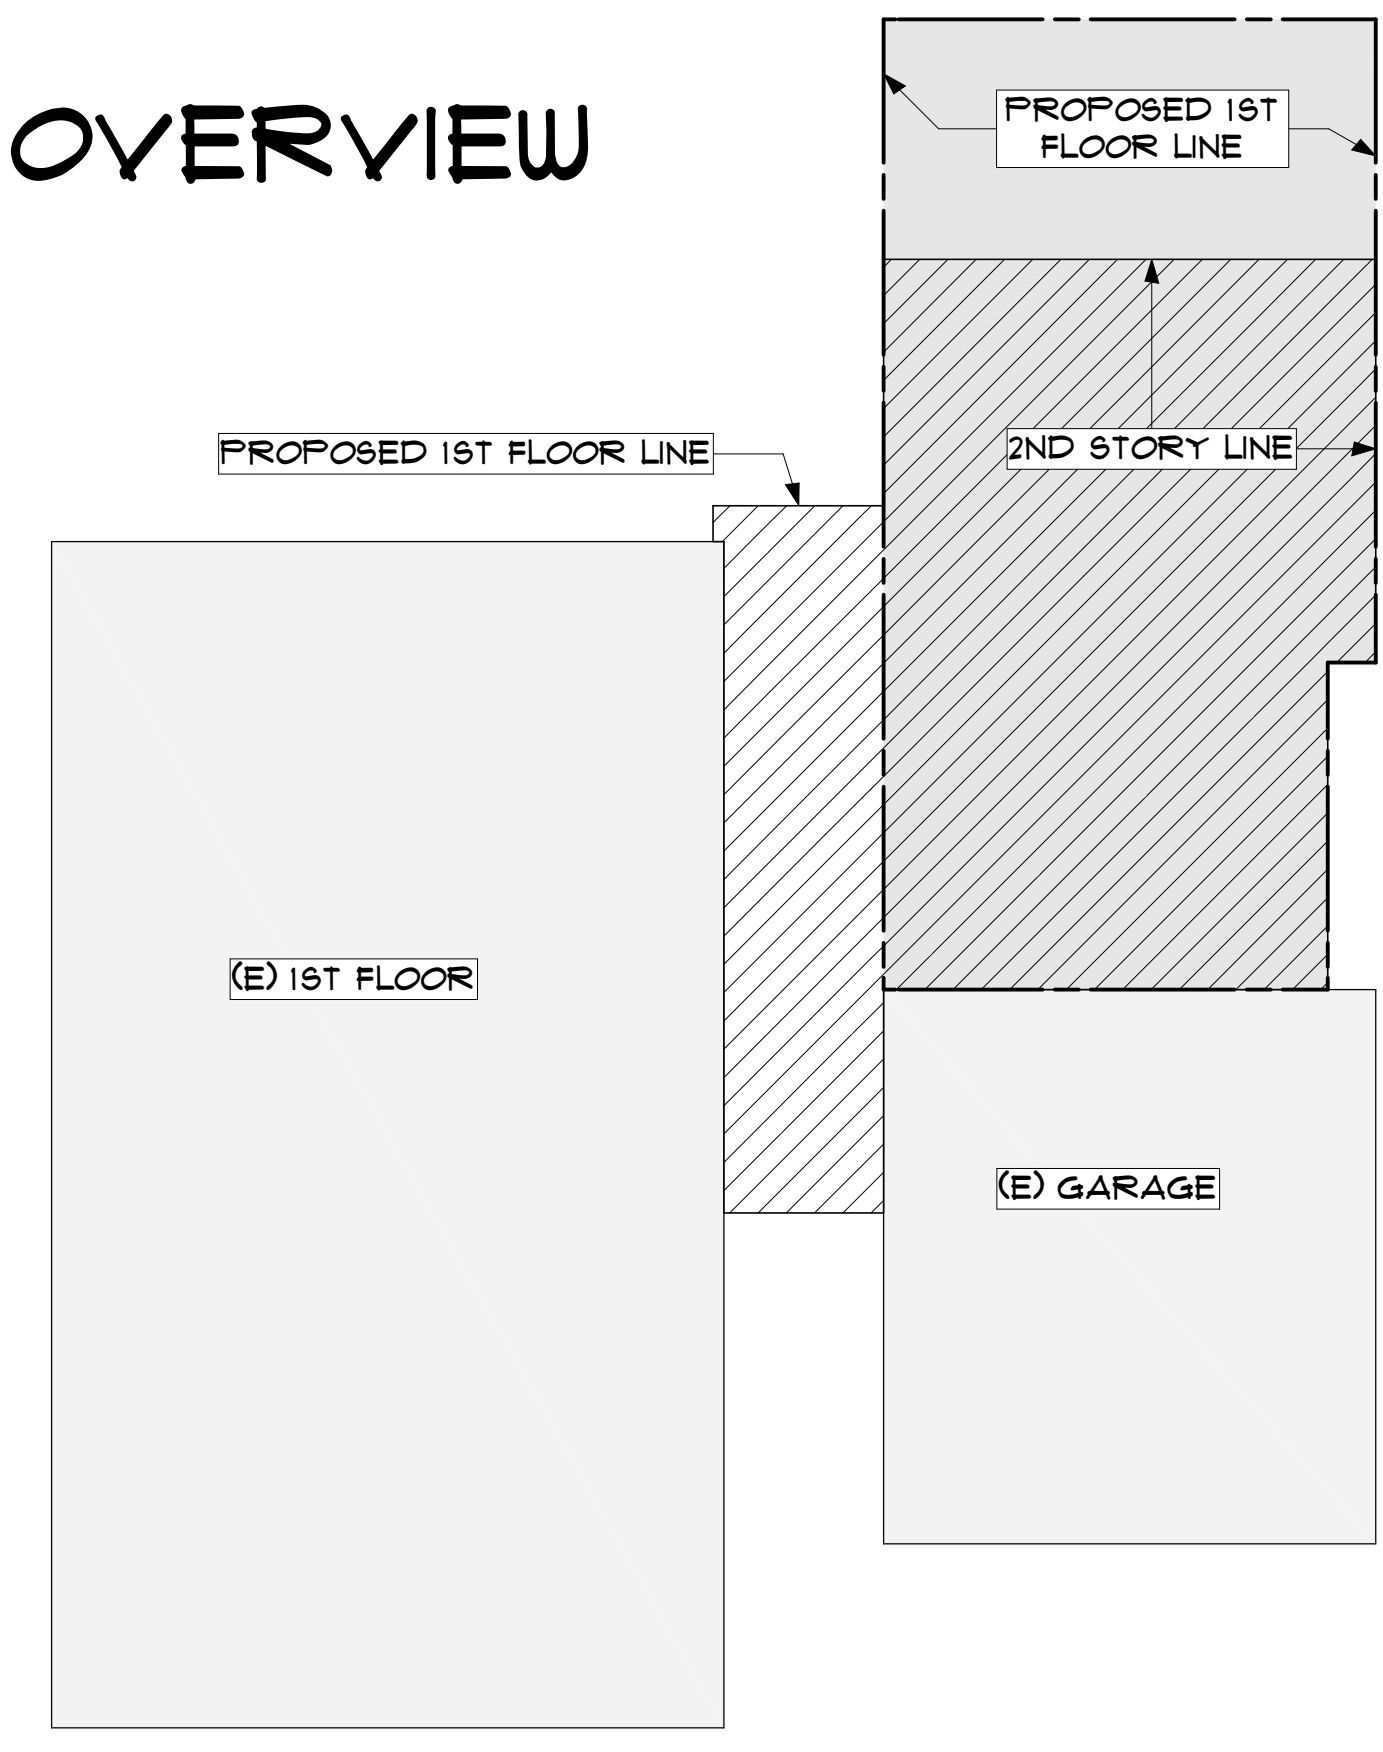 OVERVIEW
PROPOSED 1ST
FLOOR LINE
2ND STORY LINE
PROPOSED 1ST FLOOR LINE
(E) 1ST FLOOR
(E) GARAGE